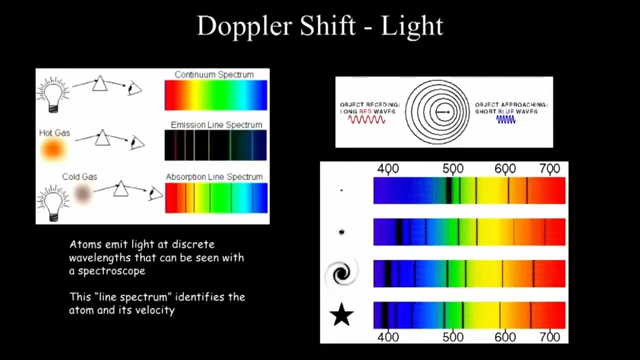 Doppler Shift - Light
Continuum Spectrum
Hot Gas
Emission Line Spectrum
Cold Gas
Absorption Line Spectrum
OBJECT RECEDING:
LONG RED WAVES
OBJECT APPROACHING:
SHORT BLUE WAVES
400 500 600 700
Atoms emit light at discrete
wavelengths that can be seen with
a spectroscope
This "line spectrum" identifies the
atom and its velocity
400 500 600 700